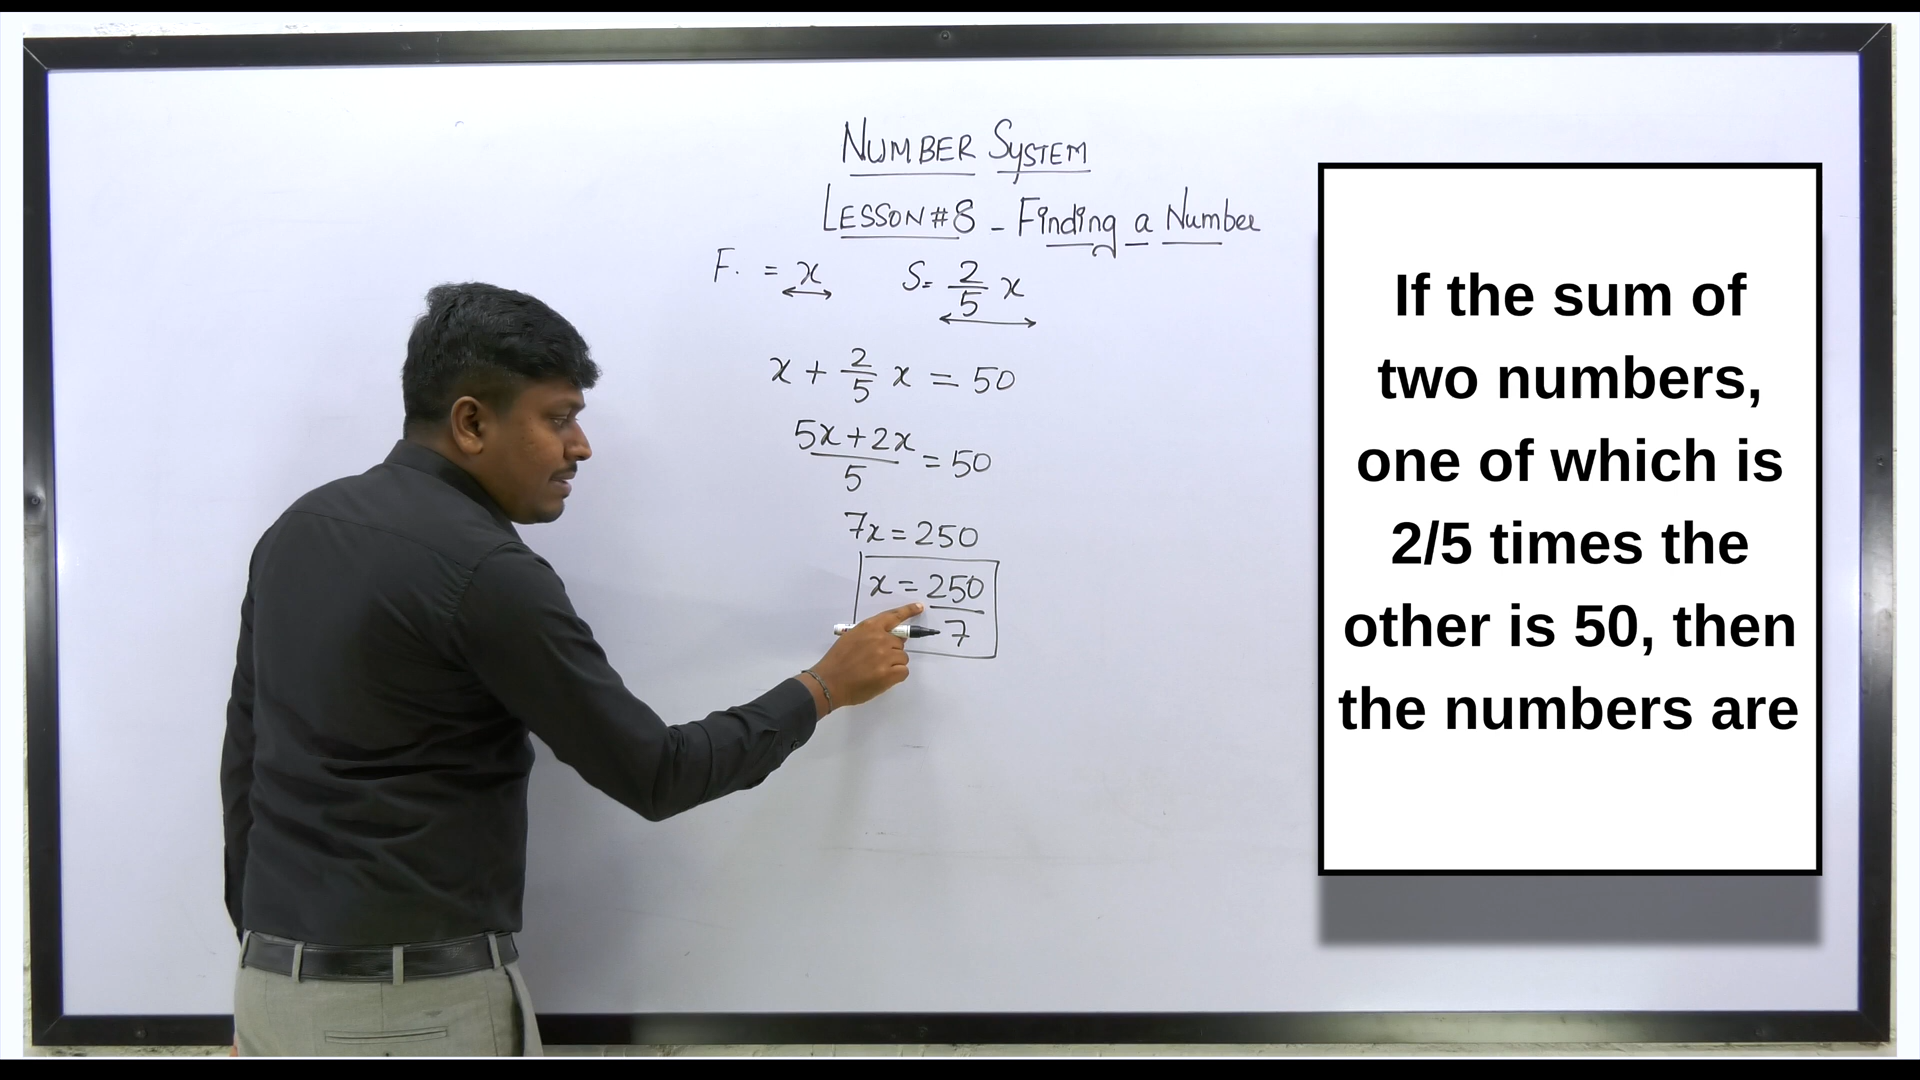 NUMBER SYSTEM
LESSON #8 - Finding a Number
F. = x S = 2/5 x
x + 2/5 x = 50
5x + 2x / 5 = 50
7x = 250
x = 250/7
If the sum of
two numbers,
one of which is
2/5 times the
other is 50, then
the numbers are